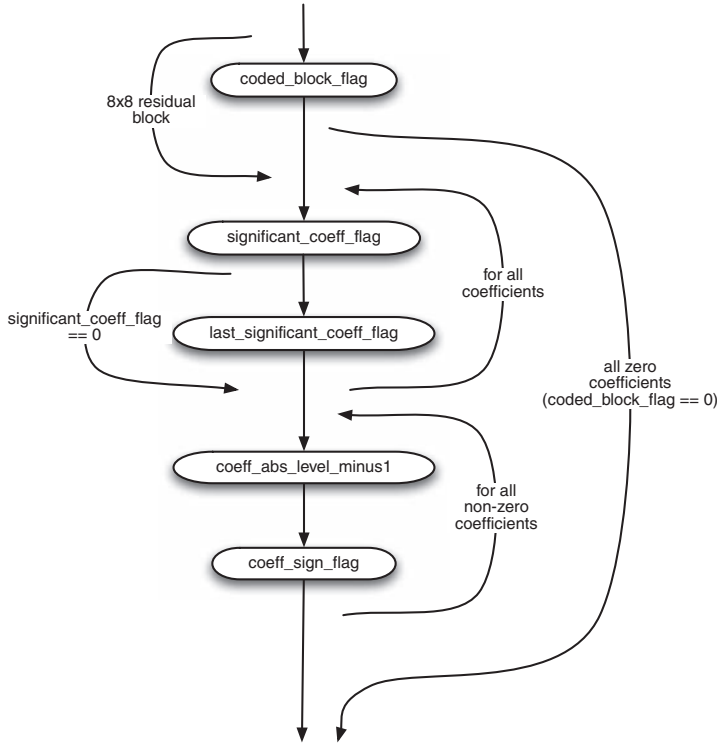 coded_block_flag
8x8 residual
block
significant_coeff_flag
for all
coefficients
significant_coeff_flag
== 0
last_significant_coeff_flag
all zero
coefficients
(coded_block_flag == 0)
coeff_abs_level_minus1
for all
non-zero
coefficients
coeff_sign_flag